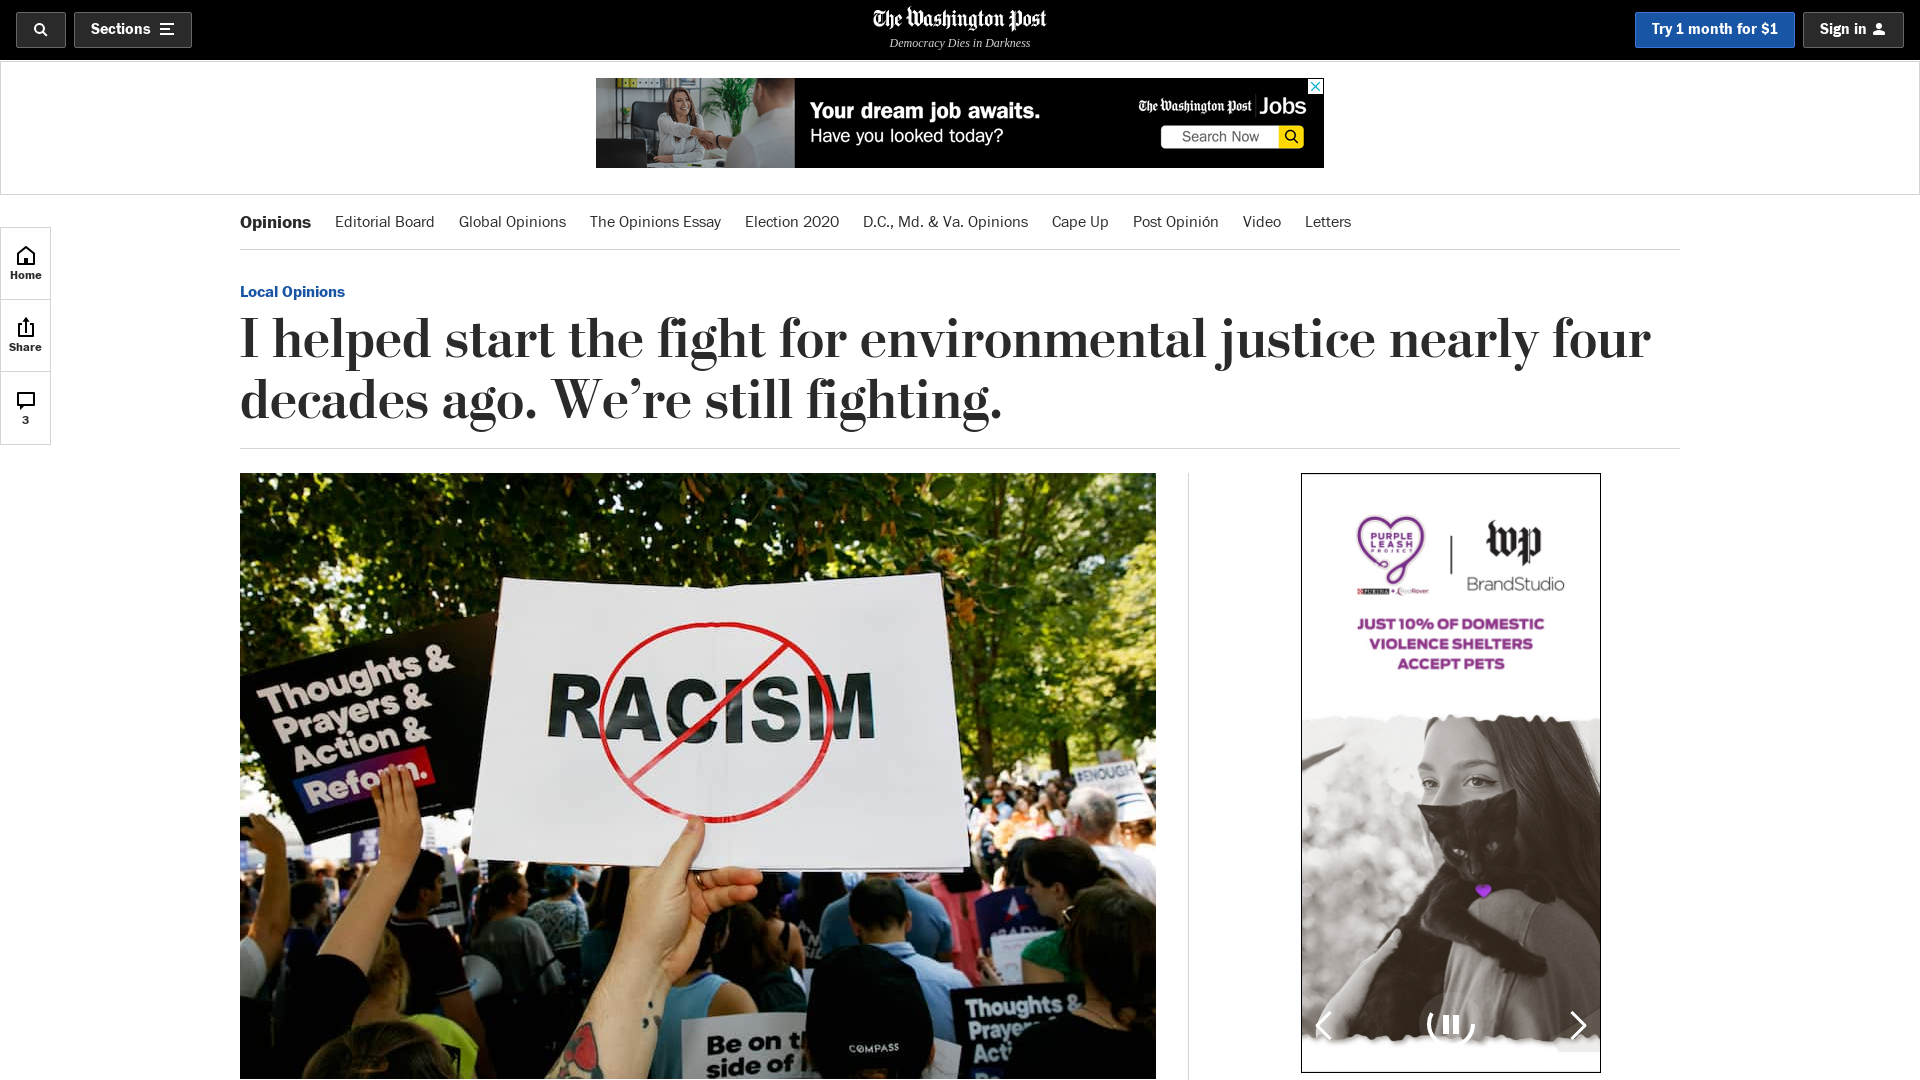 Sections
The Washington Post
Democracy Dies in Darkness
Try 1 month for $1
Sign in
Your dream job awaits.
Have you looked today?
The Washington Post Jobs
Search Now
Opinions Editorial Board Global Opinions The Opinions Essay Election 2020 D.C., Md. & Va. Opinions Cape Up Post Opinión Video Letters
Home
Share
3
Local Opinions
I helped start the fight for environmental justice nearly four
decades ago. We’re still fighting.
Thoughts &
Prayers &
Action &
Reform.
RACISM
#ENOUGH
COMPASS
Be on the
side of
Thoughts &
PURPLE
LEASH
PROJECT
PURINA + RedRover
wp
BrandStudio
JUST 10% OF DOMESTIC
VIOLENCE SHELTERS
ACCEPT PETS